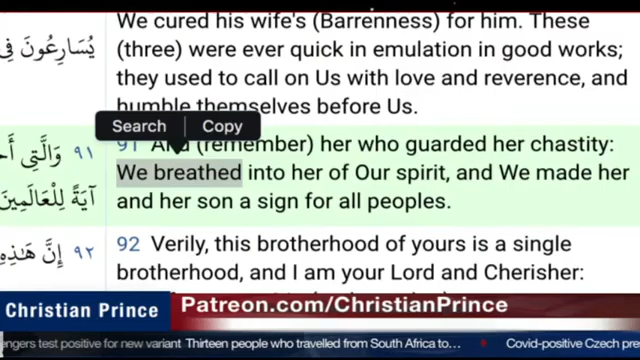 We cured his wife's (Barrenness) for him. These
(three) were ever quick in emulation in good works;
they used to call on Us with love and reverence, and
humble themselves before Us.
يُسَارِعُونَ فِي
Search Copy
91 And (remember) her who guarded her chastity:
We breathed into her of Our spirit, and We made her
and her son a sign for all peoples.
٩١ وَالَّتِي
آيَةً لِلْعَالَمِينَ
92 Verily, this brotherhood of yours is a single
brotherhood, and I am your Lord and Cherisher:
٩٢ إِنَّ هَٰذِهِ
Christian Prince
Patreon.com/ChristianPrince
engers test positive for new variant Thirteen people who travelled from South Africa to... Covid-positive Czech pre